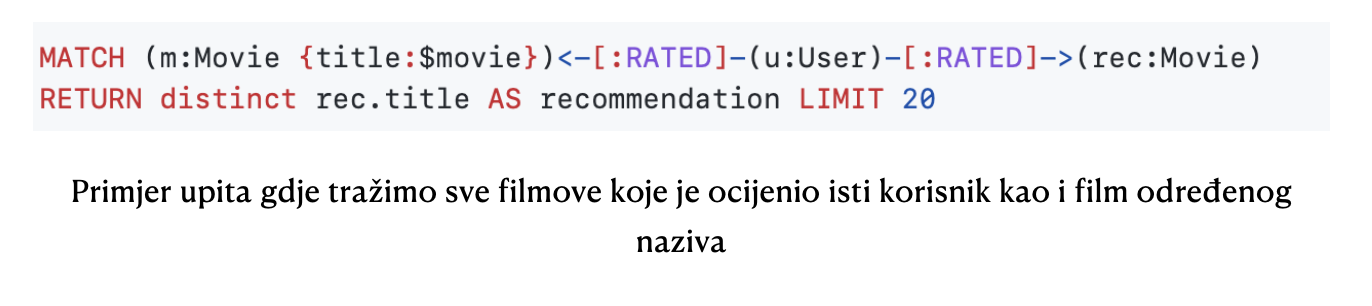 MATCH (m:Movie {title:$movie})<-[:RATED]-(u:User)-[:RATED]->(rec:Movie)
RETURN distinct rec.title AS recommendation LIMIT 20
Primjer upita gdje tražimo sve filmove koje je ocijenio isti korisnik kao i film određenog
naziva